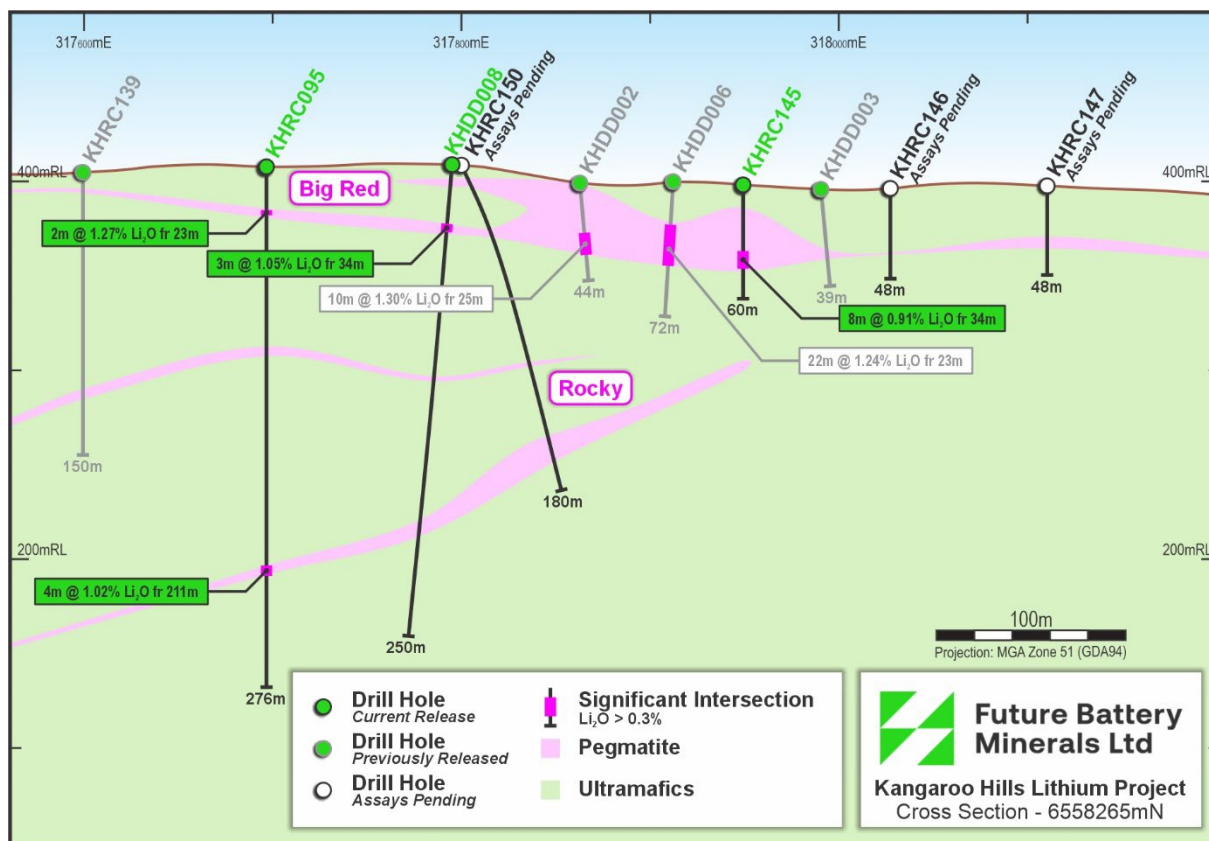 317600mE
317800mE
318000mE
KHRC139
KHRC095
KHDD008
KHRC150
Assays Pending
KHDD002
KHDD006
KHRC145
KHDD003
KHRC146
Assays Pending
KHRC147
Assays Pending
400mRL
400mRL
Big Red
2m @ 1.27% Li₂O fr 23m
3m @ 1.05% Li₂O fr 34m
10m @ 1.30% Li₂O fr 25m
44m
72m
60m
39m
48m
48m
8m @ 0.91% Li₂O fr 34m
22m @ 1.24% Li₂O fr 23m
Rocky
150m
180m
200mRL
200mRL
4m @ 1.02% Li₂O fr 211m
250m
276m
100m
Projection: MGA Zone 51 (GDA94)
Drill Hole
Current Release
Drill Hole
Previously Released
Drill Hole
Assays Pending
Significant Intersection
Li₂O > 0.3%
Pegmatite
Ultramafics
Future Battery
Minerals Ltd
Kangaroo Hills Lithium Project
Cross Section - 6558265mN